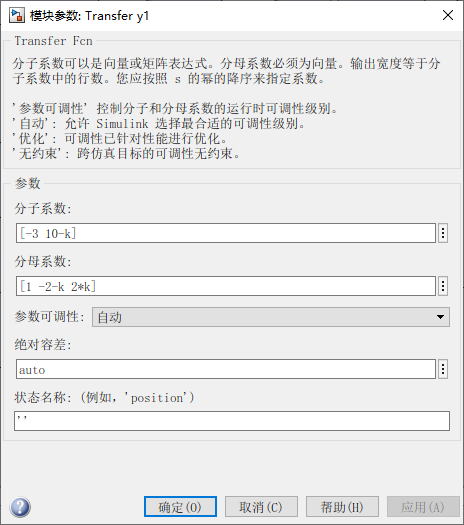 模块参数: Transfer y1
Transfer Fcn
分子系数可以是向量或矩阵表达式。分母系数必须为向量。输出宽度等于分
子系数中的行数。您应按照 s 的幂的降序来指定系数。
'参数可调性' 控制分子和分母系数的运行时可调性级别。
'自动': 允许 Simulink 选择最合适的可调性级别。
'优化': 可调性已针对性能进行优化。
'无约束': 跨仿真目标的可调性无约束。
参数
分子系数:
[-3 10-k]
分母系数:
[1 -2-k 2*k]
参数可调性: 自动
绝对容差:
auto
状态名称: (例如，'position')
''
确定(O) 取消(C) 帮助(H) 应用(A)